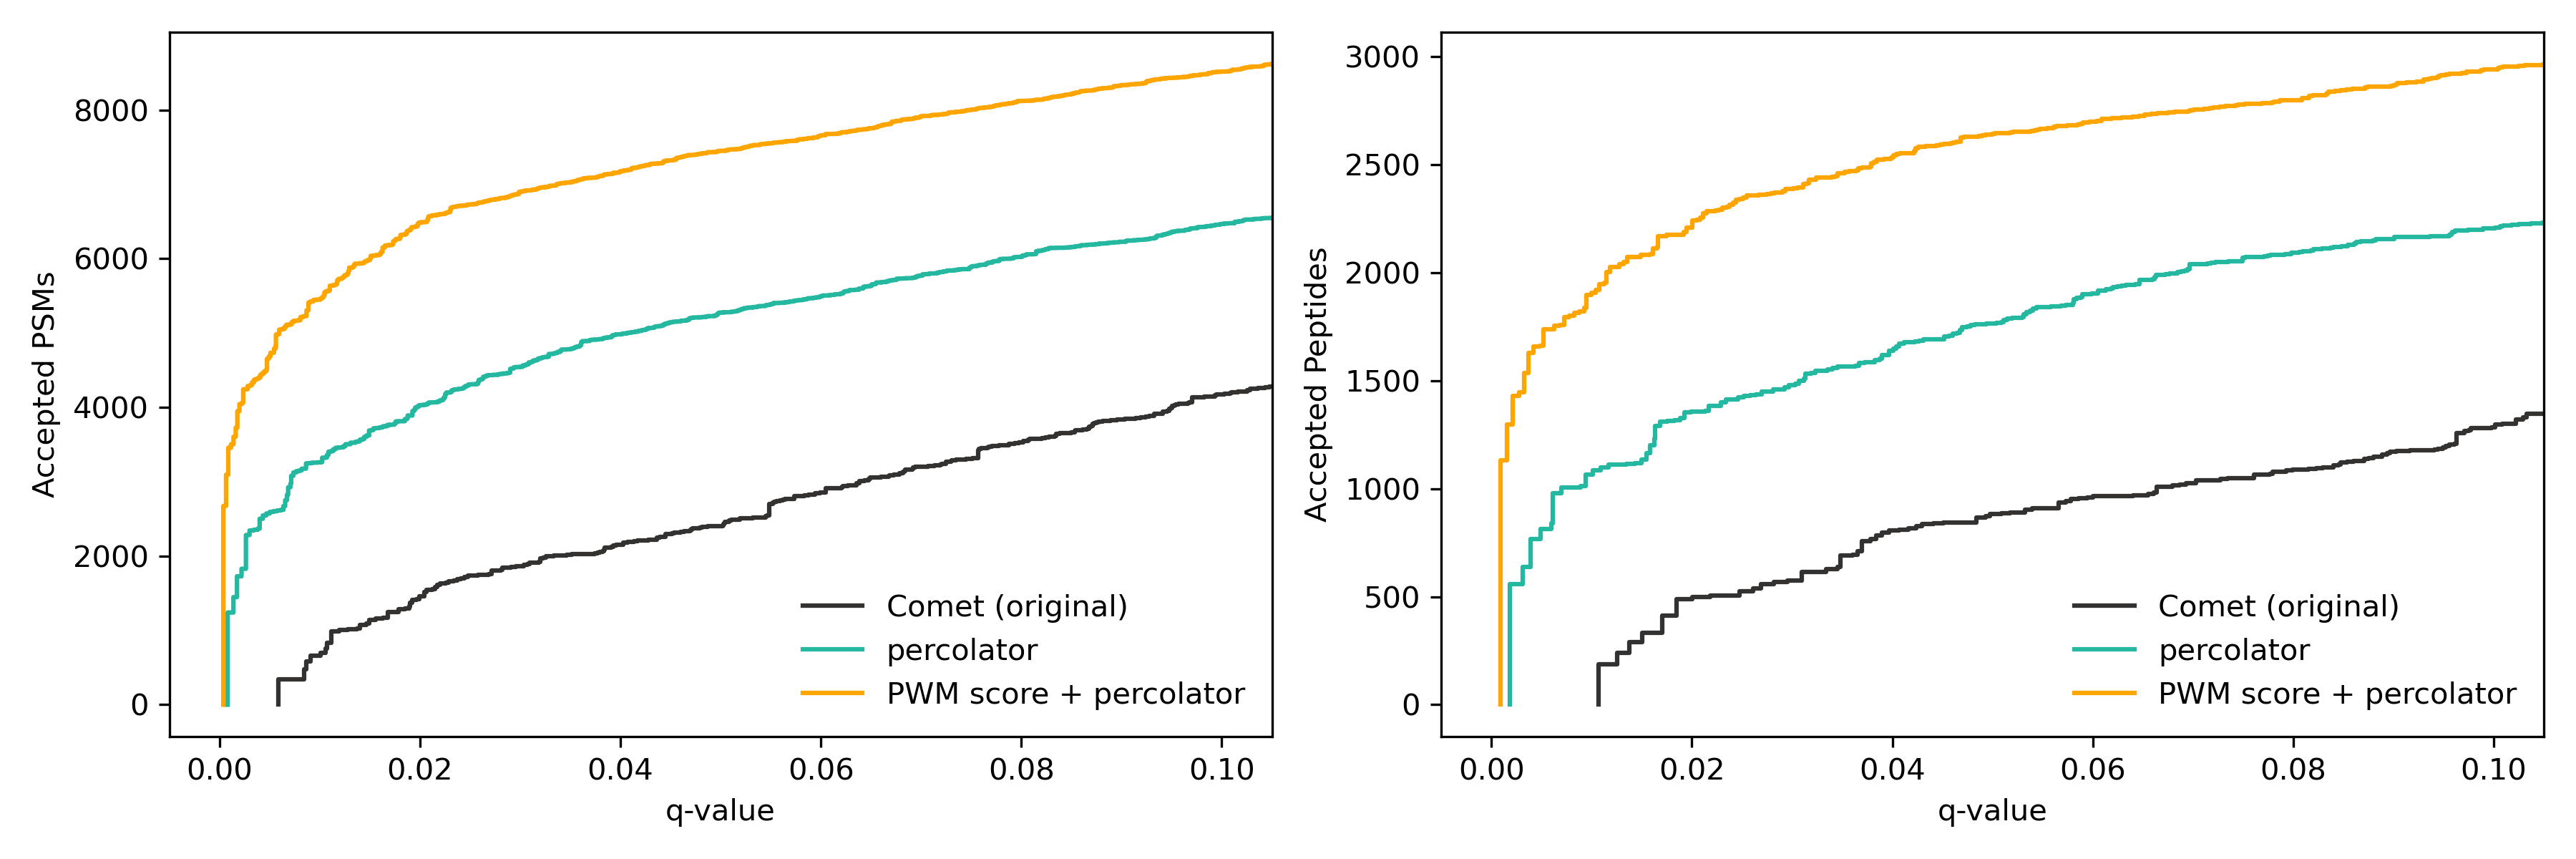 Accepted PSMs
8000
6000
4000
2000
0
0.00 0.02 0.04 0.06 0.08 0.10
q-value
Comet (original)
percolator
PWM score + percolator
Accepted Peptides
3000
2500
2000
1500
1000
500
0
0.00 0.02 0.04 0.06 0.08 0.10
q-value
Comet (original)
percolator
PWM score + percolator